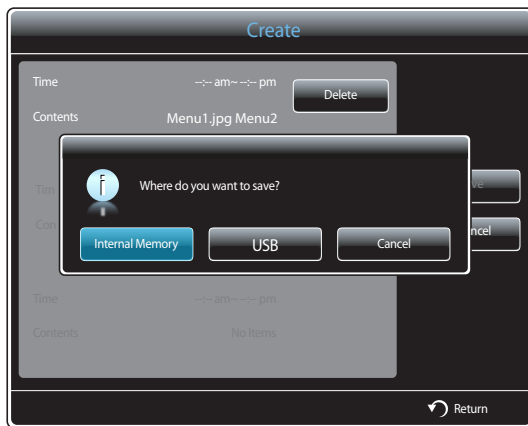 Create
Time --:-- am~ --:-- pm
Delete
Contents Menu1.jpg Menu2
Where do you want to save?
Internal Memory USB Cancel
Time --:-- am~ --:-- pm
Contents No Items
Return